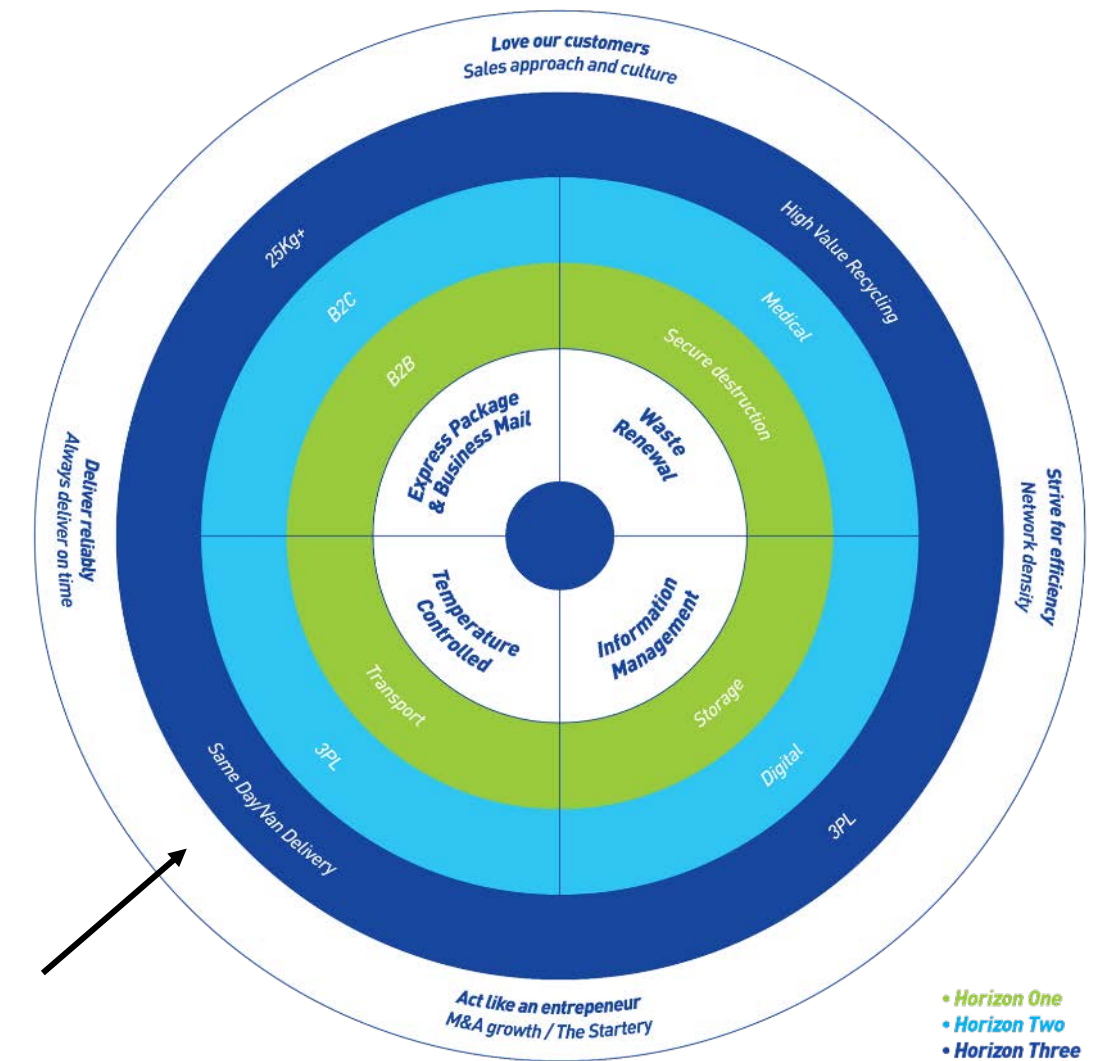 Love our customers
Sales approach and culture
25Kg+
High Value Recycling
B2C
Medical
B2B
Secure destruction
Express Package
& Business Mail
Waste
Renewal
Deliver reliably
Always deliver on time
Strive for efficiency
Network density
Temperature
Controlled
Information
Management
Transport
Storage
3PL
Digital
Same Day/Van Delivery
3PL
Act like an entrepeneur
M&A growth / The Startery
• Horizon One
• Horizon Two
• Horizon Three